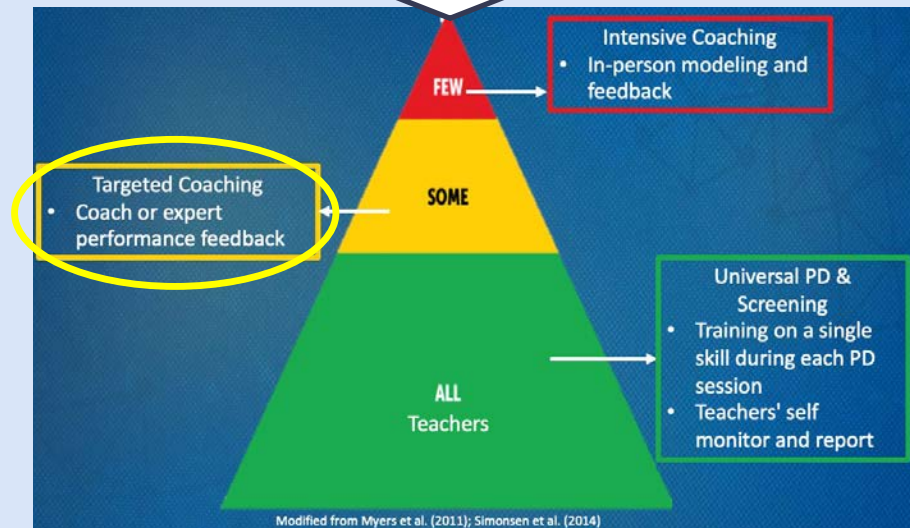 Intensive Coaching
• In-person modeling and
feedback
FEW
Targeted Coaching
• Coach or expert
performance feedback
SOME
Universal PD &
Screening
• Training on a single
skill during each PD
session
• Teachers' self
monitor and report
ALL
Teachers
Modified from Myers et al. (2011); Simonsen et al. (2014)